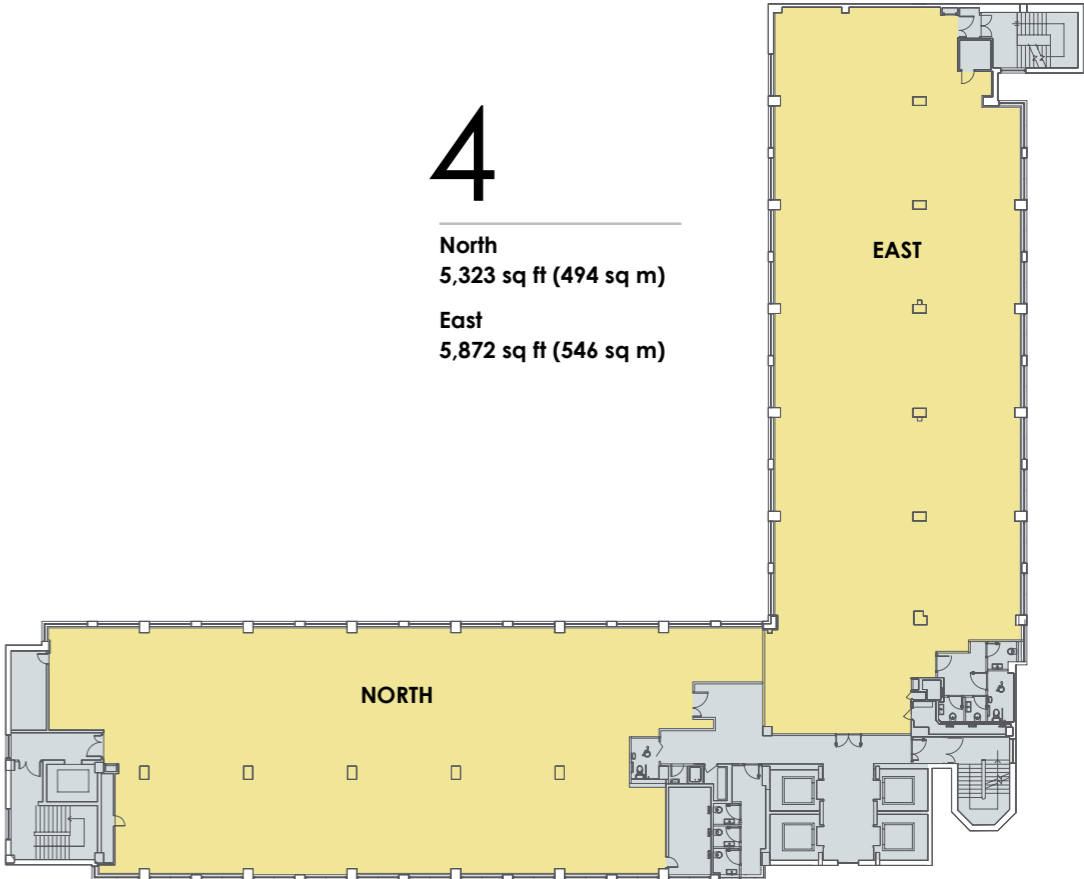 4
North
5,323 sq ft (494 sq m)
East
5,872 sq ft (546 sq m)
EAST
NORTH